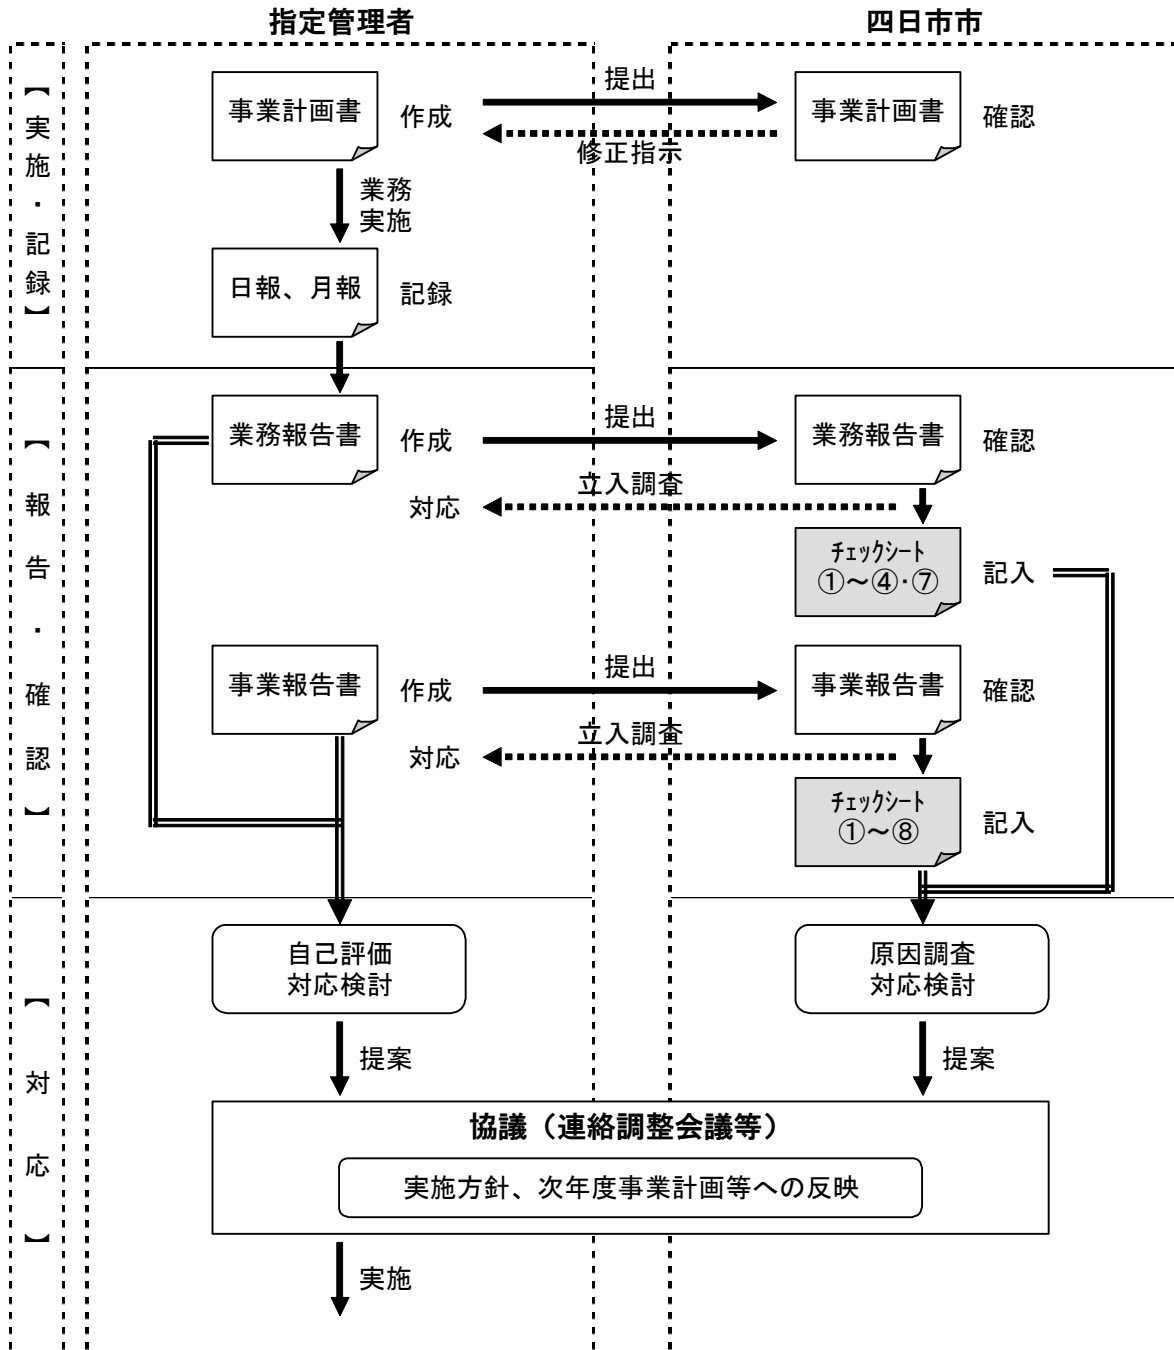 指定管理者
四日市市
【実施・記録】
事業計画書
作成
提出
修正指示
事業計画書
確認
業務
実施
日報、月報
記録
【報告・確認】
業務報告書
作成
提出
業務報告書
確認
対応
立入調査
チェックシート
①～④・⑦
記入
事業報告書
作成
提出
事業報告書
確認
対応
立入調査
チェックシート
①～⑧
記入
【対応】
自己評価
対応検討
原因調査
対応検討
提案
提案
協議（連絡調整会議等）
実施方針、次年度事業計画等への反映
実施